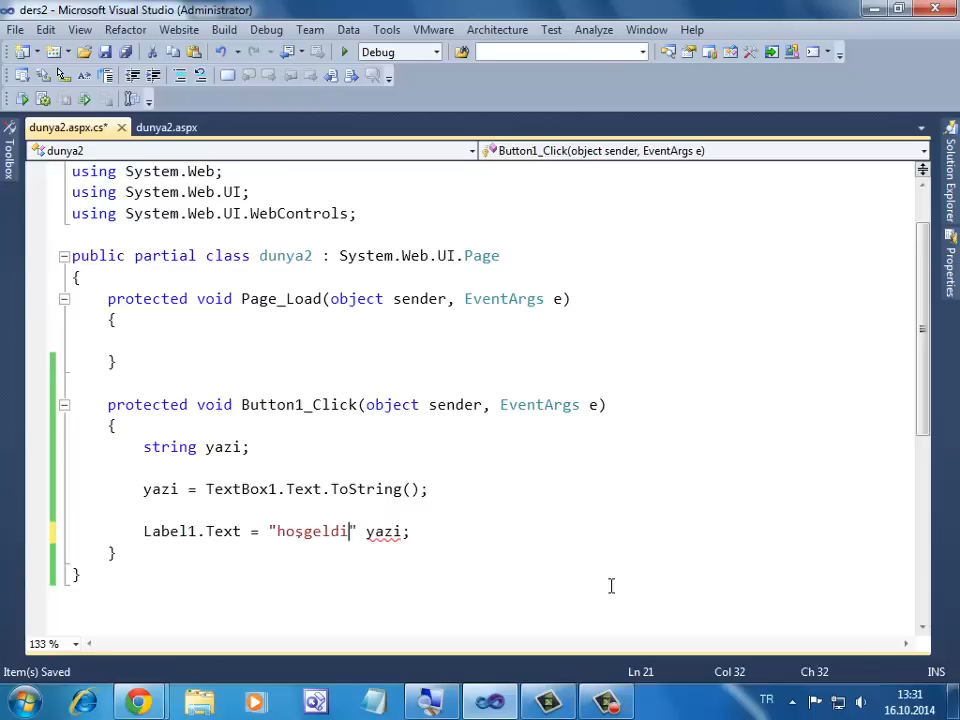 ders2 - Microsoft Visual Studio (Administrator)
File Edit View Refactor Website Build Debug Team Data Tools VMware Architecture Test Analyze Window Help
Debug
dunya2.aspx.cs* dunya2.aspx
dunya2 Button1_Click(object sender, EventArgs e)
Toolbox
Solution Explorer
Properties
using System.Web;
using System.Web.UI;
using System.Web.UI.WebControls;
public partial class dunya2 : System.Web.UI.Page
{
protected void Page_Load(object sender, EventArgs e)
{
}
protected void Button1_Click(object sender, EventArgs e)
{
string yazi;
yazi = TextBox1.Text.ToString();
Label1.Text = "hoşgeldi" yazi;
}
}
133 %
Item(s) Saved Ln 21 Col 32 Ch 32 INS
TR 13:31
16.10.2014